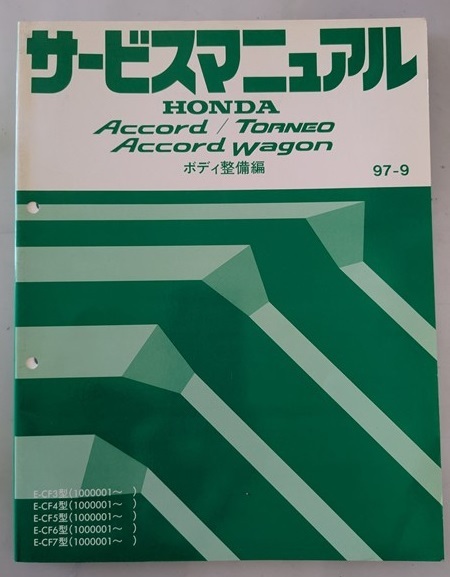 サービスマニュアル
HONDA
Accord / TORNEO
Accord Wagon
ボディ整備編
97-9
E-CF3型(1000001〜 )
E-CF4型(1000001〜 )
E-CF5型(1000001〜 )
E-CF6型(1000001〜 )
E-CF7型(1000001〜 )